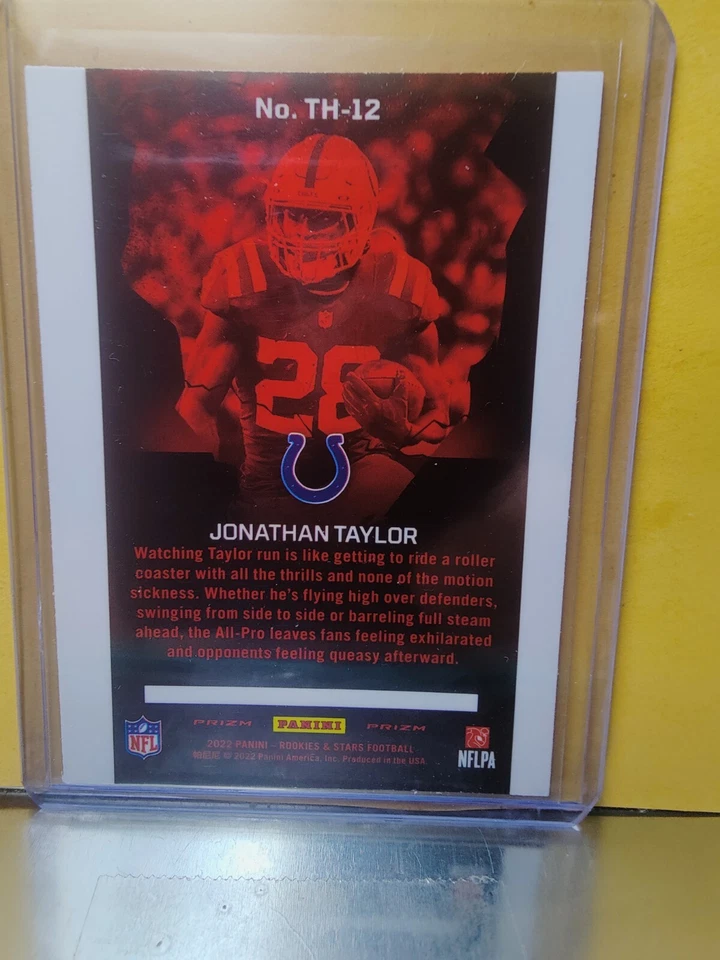 No. TH-12
28
JONATHAN TAYLOR
Watching Taylor run is like getting to ride a roller
coaster with all the thrills and none of the motion
sickness. Whether he's flying high over defenders,
swinging from side to side or barreling full steam
ahead, the All-Pro leaves fans feeling exhilarated
and opponents feeling queasy afterward.
PRIZM PANINI PRIZM
NFL
2022 PANINI – ROOKIES & STARS FOOTBALL
© 2022 Panini America, Inc. Produced in the USA.
NFLPA